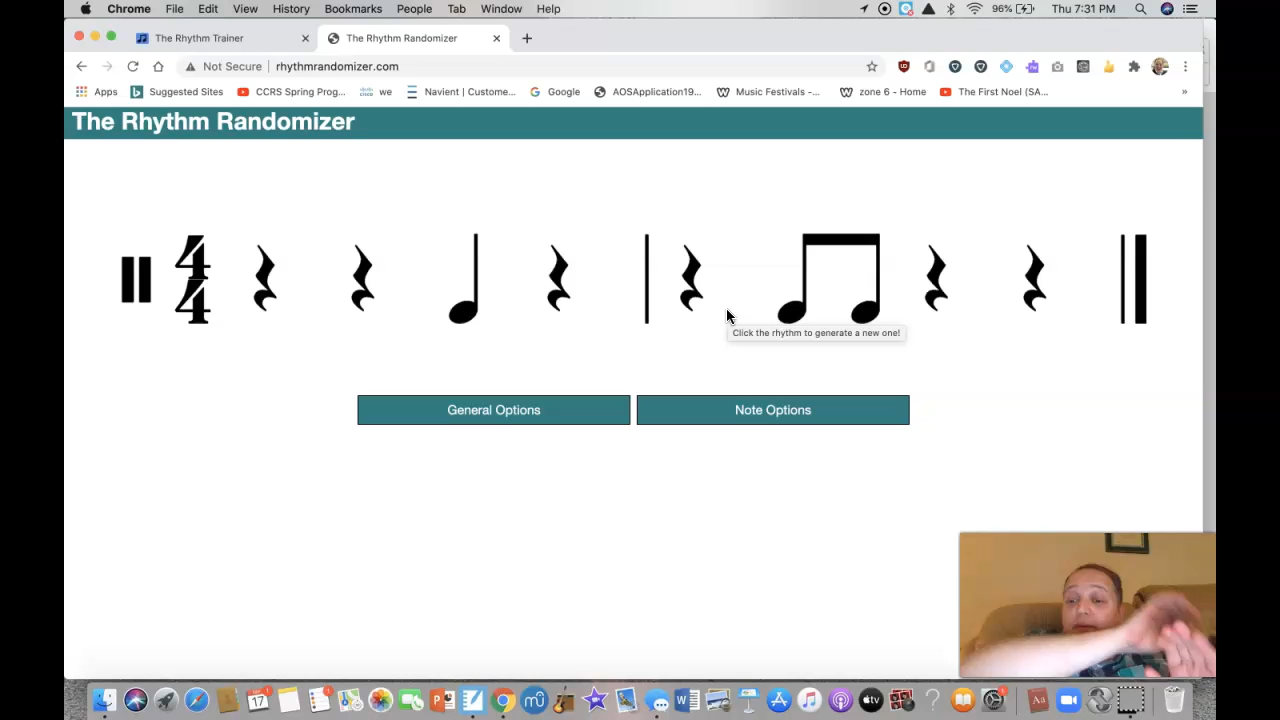 Chrome File Edit View History Bookmarks People Tab Window Help 96% Thu 7:31 PM
The Rhythm Trainer × The Rhythm Randomizer × +
Not Secure | rhythmrandomizer.com
Apps Suggested Sites CCRS Spring Prog... we Navient | Custome... Google AOSApplication19... Music Festivals -... zone 6 - Home The First Noel (SA... »
The Rhythm Randomizer
4
4
Click the rhythm to generate a new one!
General Options Note Options
17